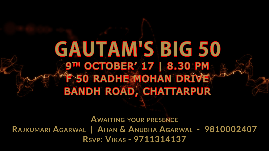 GAUTAM'S BIG 50
9TH OCTOBER' 17 | 8.30 PM
F 50 RADHE MOHAN DRIVE
BANDH ROAD, CHATTARPUR
AWAITING YOUR PRESENCE
RAJKUMARI AGARWAL | AHAN & ANUDHA AGARWAL - 9810002407
RSVP: VIKAS - 9711314137